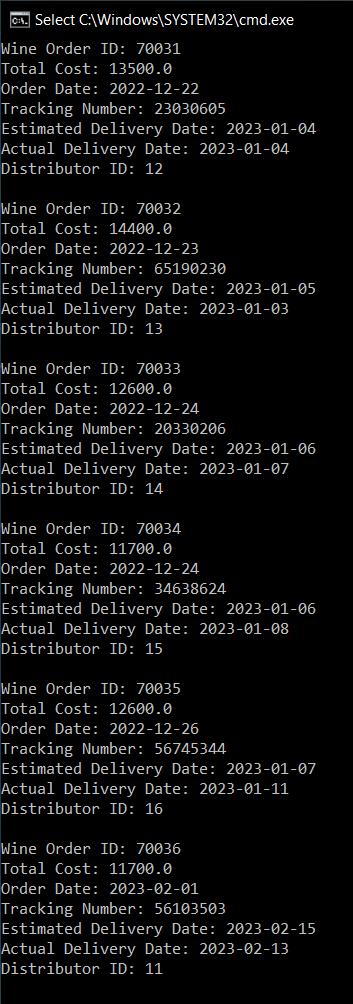 Select C:\Windows\SYSTEM32\cmd.exe
Wine Order ID: 70031
Total Cost: 13500.0
Order Date: 2022-12-22
Tracking Number: 23030605
Estimated Delivery Date: 2023-01-04
Actual Delivery Date: 2023-01-04
Distributor ID: 12

Wine Order ID: 70032
Total Cost: 14400.0
Order Date: 2022-12-23
Tracking Number: 65190230
Estimated Delivery Date: 2023-01-05
Actual Delivery Date: 2023-01-03
Distributor ID: 13

Wine Order ID: 70033
Total Cost: 12600.0
Order Date: 2022-12-24
Tracking Number: 20330206
Estimated Delivery Date: 2023-01-06
Actual Delivery Date: 2023-01-07
Distributor ID: 14

Wine Order ID: 70034
Total Cost: 11700.0
Order Date: 2022-12-24
Tracking Number: 34638624
Estimated Delivery Date: 2023-01-06
Actual Delivery Date: 2023-01-08
Distributor ID: 15

Wine Order ID: 70035
Total Cost: 12600.0
Order Date: 2022-12-26
Tracking Number: 56745344
Estimated Delivery Date: 2023-01-07
Actual Delivery Date: 2023-01-11
Distributor ID: 16

Wine Order ID: 70036
Total Cost: 11700.0
Order Date: 2023-02-01
Tracking Number: 56103503
Estimated Delivery Date: 2023-02-15
Actual Delivery Date: 2023-02-13
Distributor ID: 11